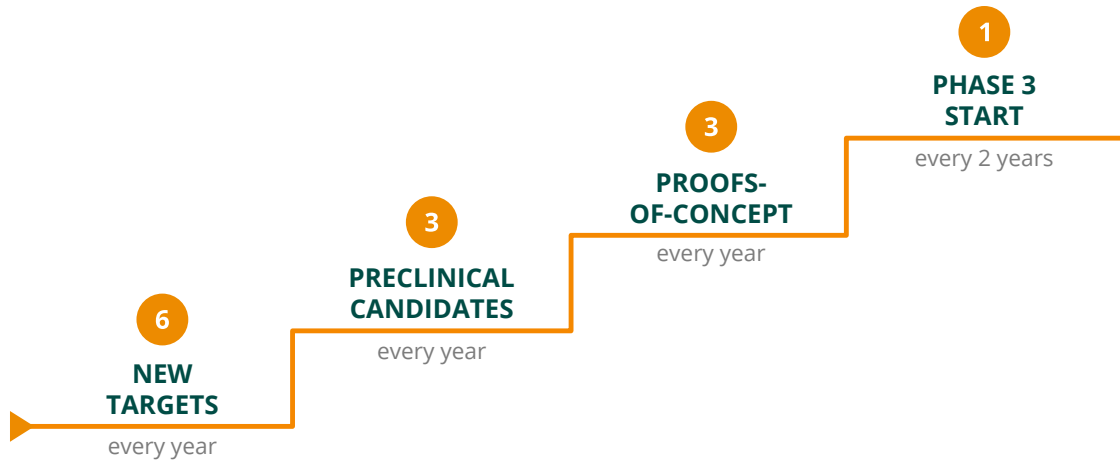 6
NEW
TARGETS
every year
3
PRECLINICAL
CANDIDATES
every year
3
PROOFS-
OF-CONCEPT
every year
1
PHASE 3
START
every 2 years